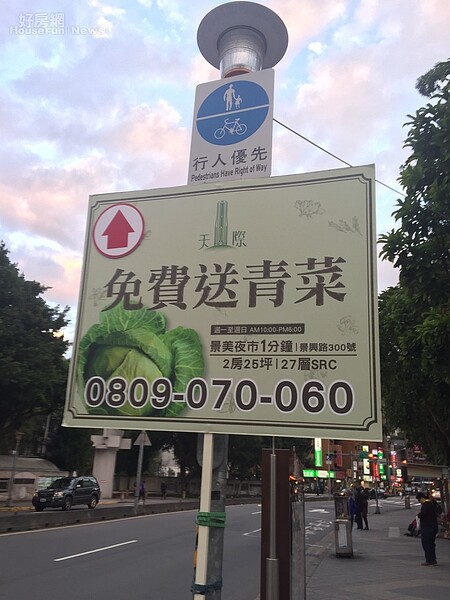 好房網
HouseFun News
行人優先
Pedestrians Have Right of Way
天際
免費送青菜
週一至週日 AM10:00-PM6:00
景美夜市1分鐘|景興路300號
2房25坪|27層SRC
0809-070-060